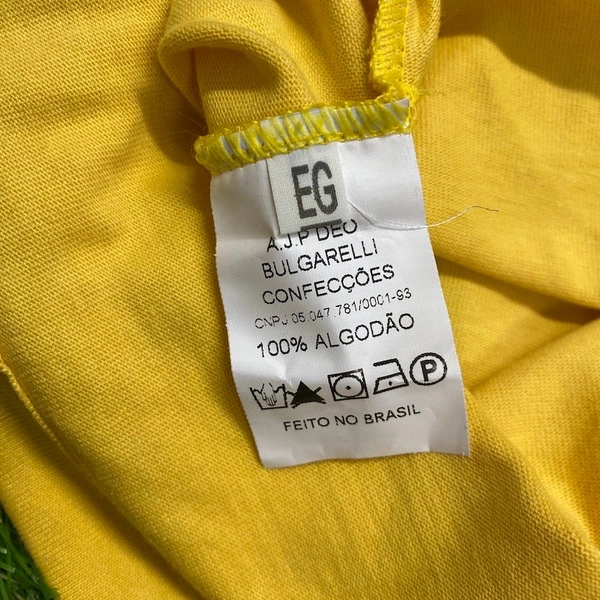 EG
A.J.P DEO
BULGARELLI
CONFECÇÕES
CNPJ 05.047.781/0001-93
100% ALGODÃO
P
FEITO NO BRASIL